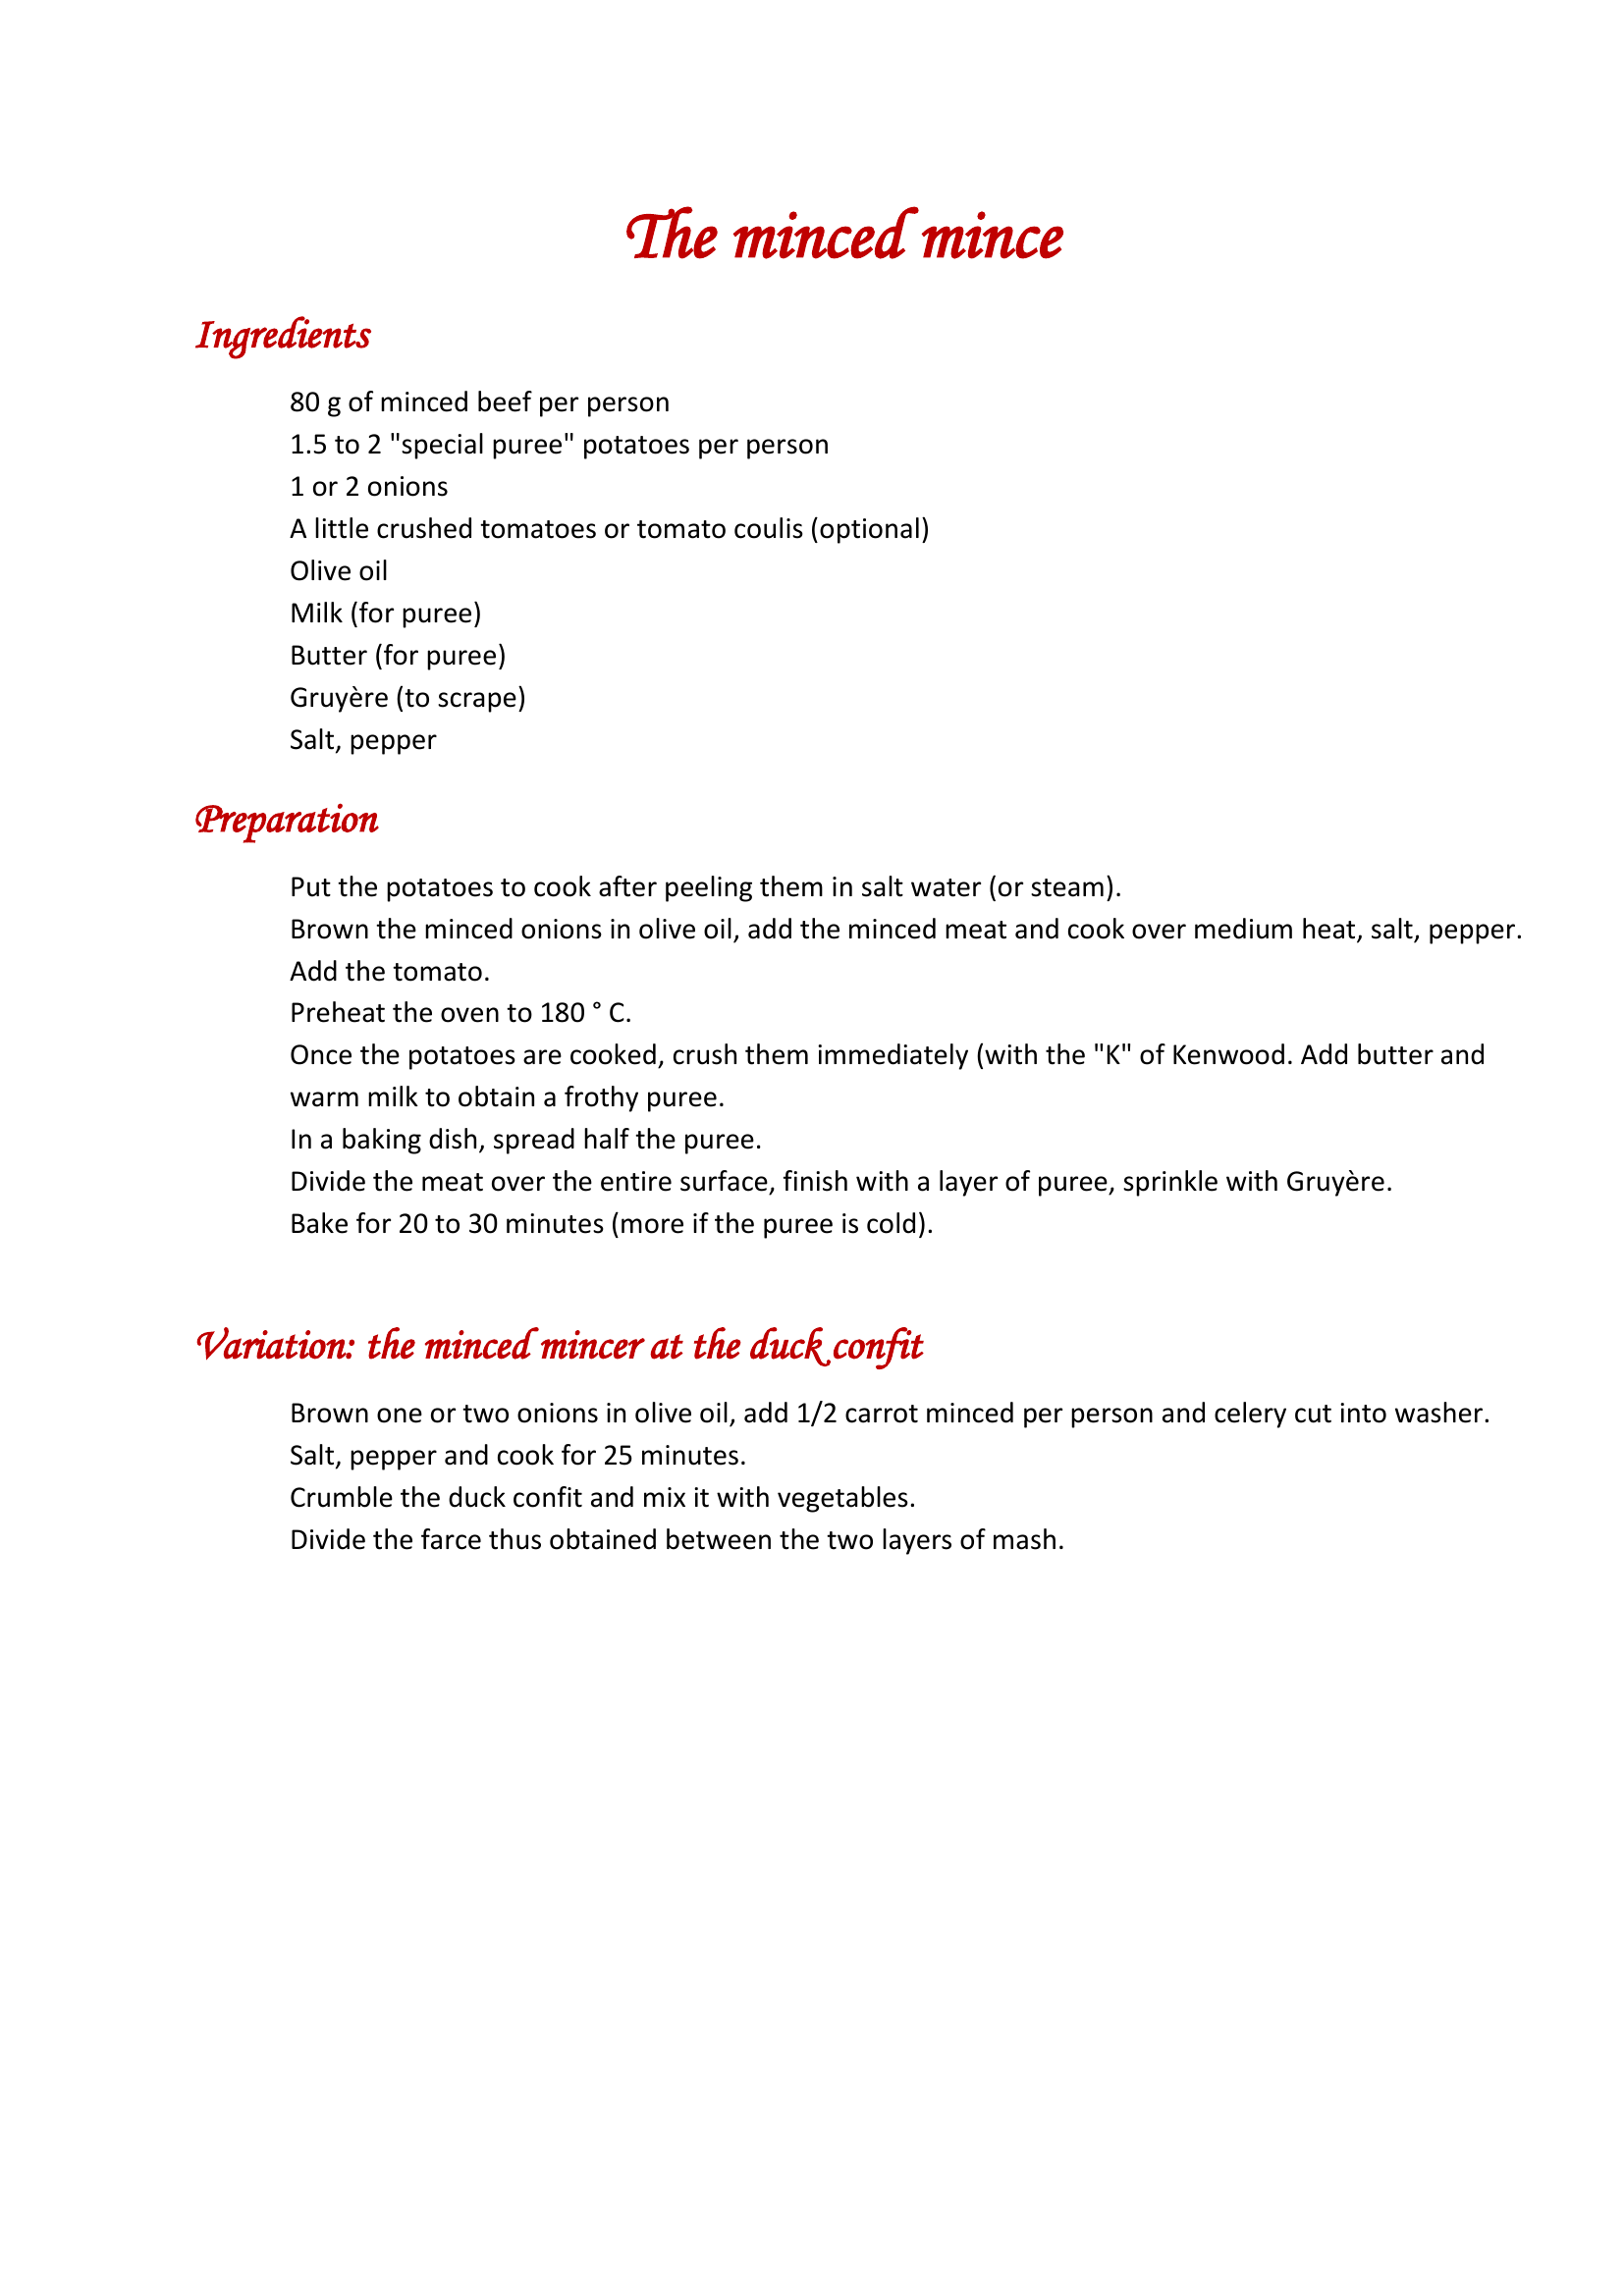 The minced mince
Ingredients
80 g of minced beef per person
1.5 to 2 "special puree" potatoes per person
1 or 2 onions
A little crushed tomatoes or tomato coulis (optional)
Olive oil
Milk (for puree)
Butter (for puree)
Gruyère (to scrape)
Salt, pepper
Preparation
Put the potatoes to cook after peeling them in salt water (or steam).
Brown the minced onions in olive oil, add the minced meat and cook over medium heat, salt, pepper.
Add the tomato.
Preheat the oven to 180 ° C.
Once the potatoes are cooked, crush them immediately (with the "K" of Kenwood. Add butter and
warm milk to obtain a frothy puree.
In a baking dish, spread half the puree.
Divide the meat over the entire surface, finish with a layer of puree, sprinkle with Gruyère.
Bake for 20 to 30 minutes (more if the puree is cold).
Variation: the minced mincer at the duck confit
Brown one or two onions in olive oil, add 1/2 carrot minced per person and celery cut into washer.
Salt, pepper and cook for 25 minutes.
Crumble the duck confit and mix it with vegetables.
Divide the farce thus obtained between the two layers of mash.